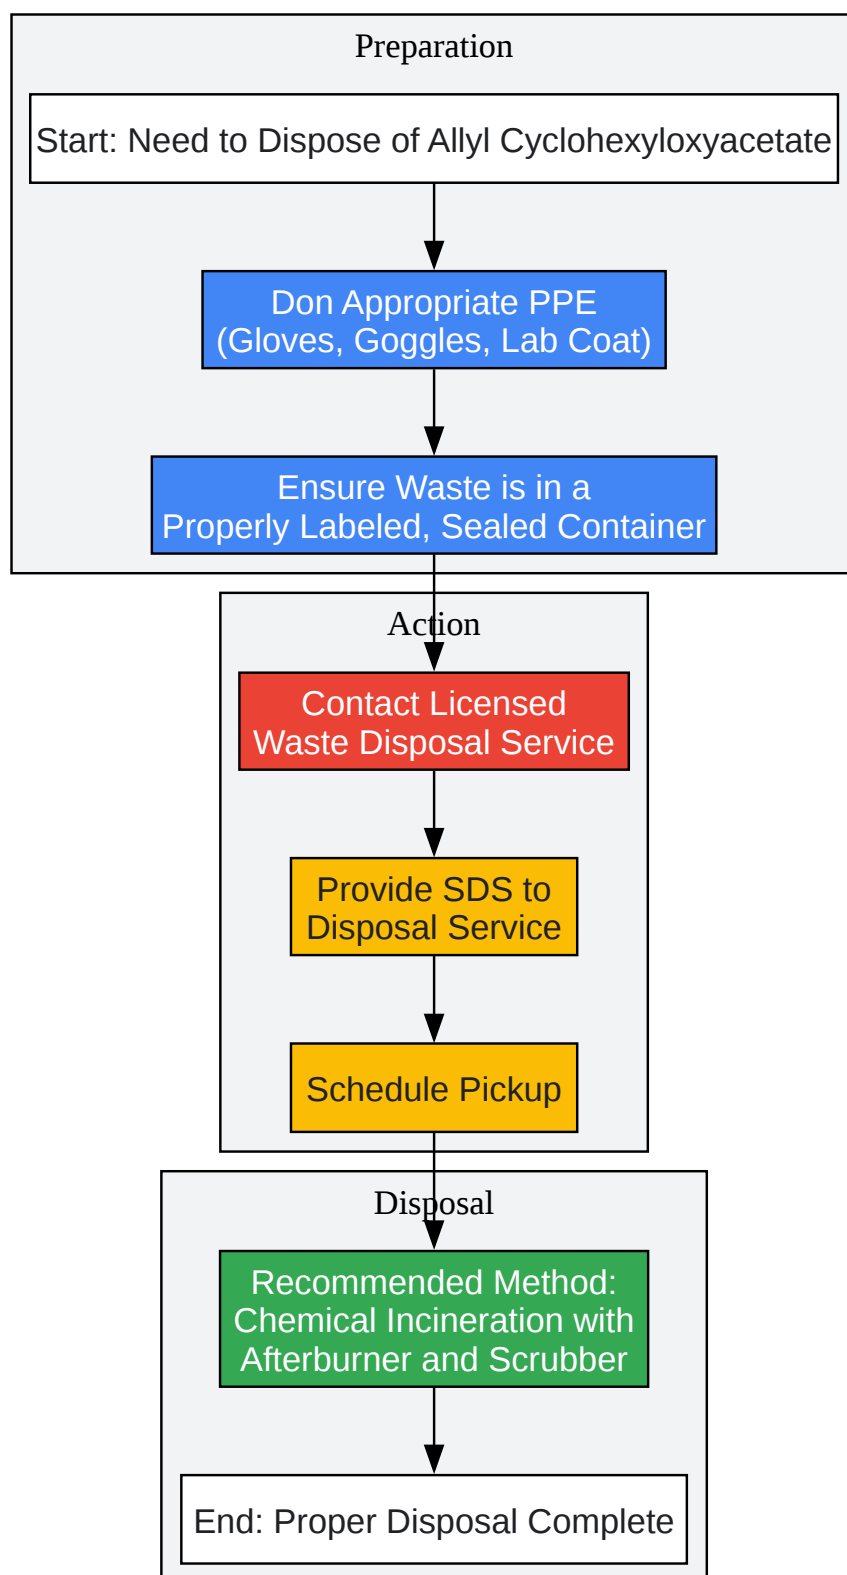 Preparation
Start: Need to Dispose of Allyl Cyclohexyloxyacetate
Don Appropriate PPE
(Gloves, Goggles, Lab Coat)
Ensure Waste is in a
Properly Labeled, Sealed Container
Action
Contact Licensed
Waste Disposal Service
Provide SDS to
Disposal Service
Schedule Pickup
Disposal
Recommended Method:
Chemical Incineration with
Afterburner and Scrubber
End: Proper Disposal Complete